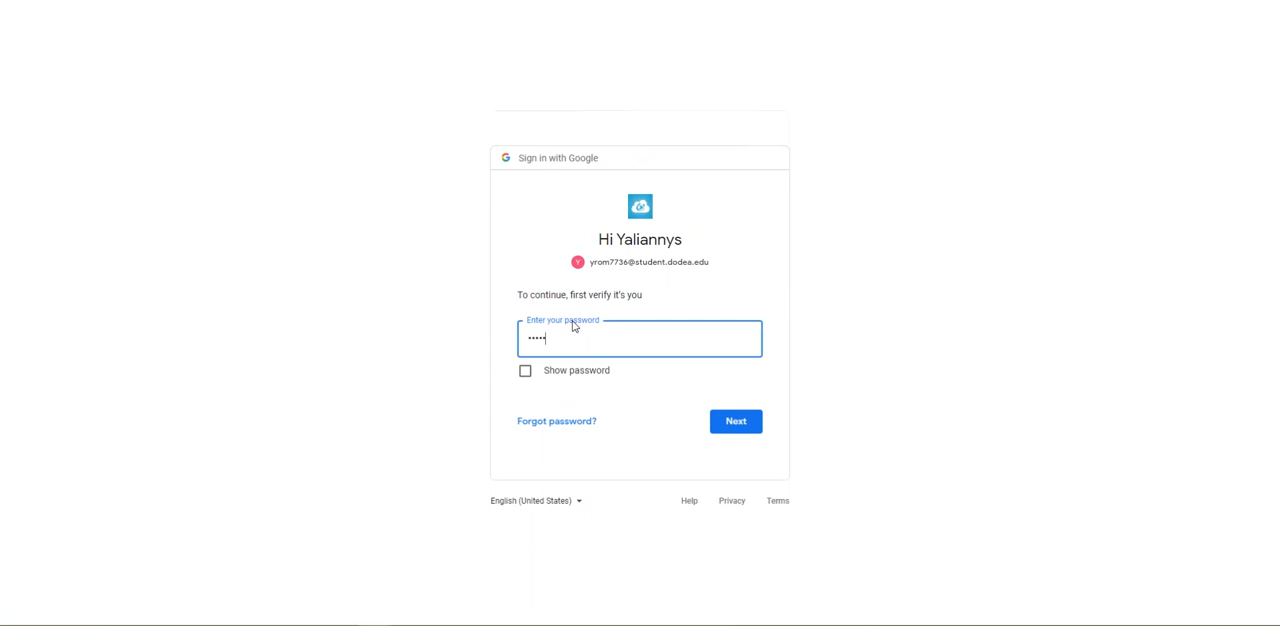 Sign in with Google
Hi Yaliannys
Y yrom7736@student.dodea.edu
To continue, first verify it's you
Enter your password
•••••
Show password
Forgot password? Next
English (United States) Help Privacy Terms